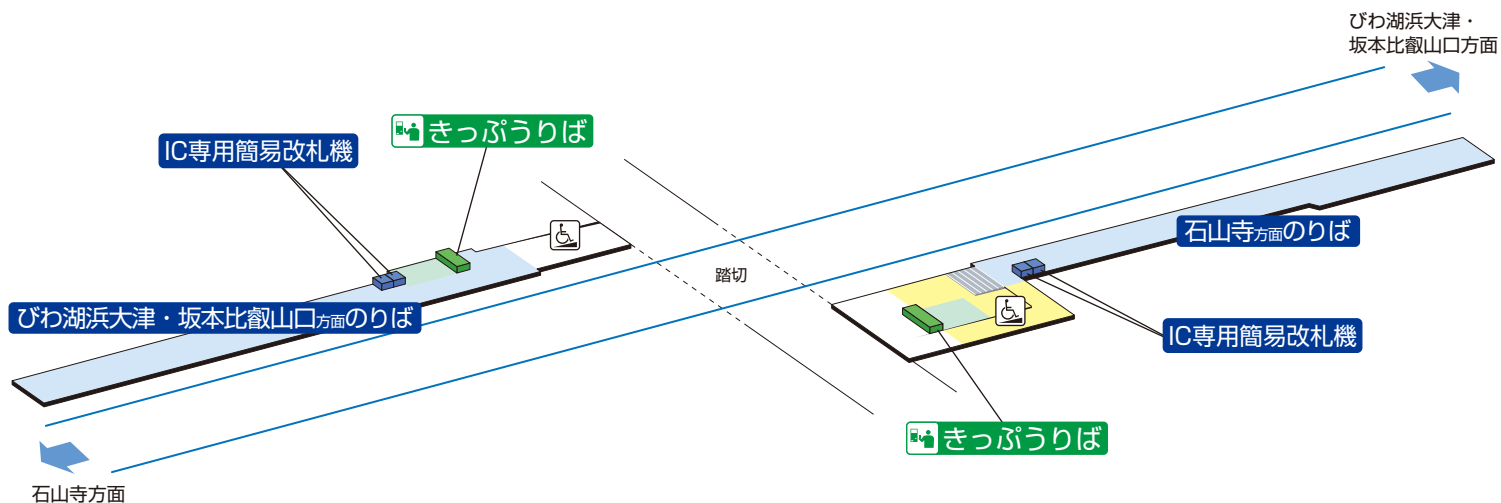 びわ湖浜大津・
坂本比叡山口方面
きっぷうりば
IC専用簡易改札機
石山寺方面のりば
踏切
びわ湖浜大津・坂本比叡山口方面のりば
IC専用簡易改札機
きっぷうりば
石山寺方面